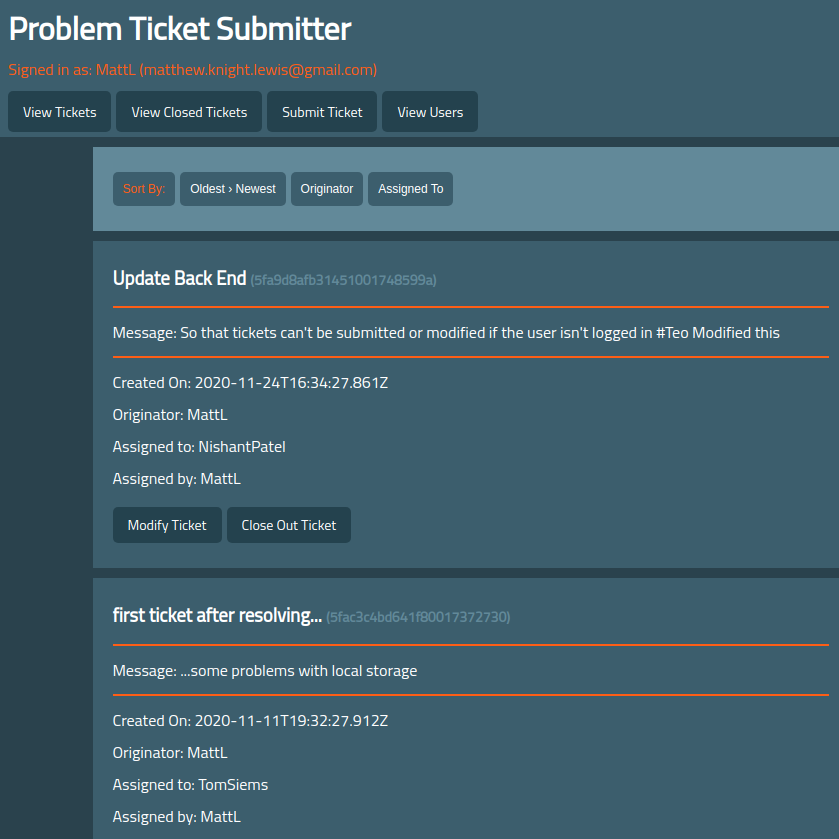 Problem Ticket Submitter
Signed in as: MattL (matthew.knight.lewis@gmail.com)
View Tickets View Closed Tickets Submit Ticket View Users
Sort By: Oldest › Newest Originator Assigned To
Update Back End (5fa9d8afb31451001748599a)
Message: So that tickets can't be submitted or modified if the user isn't logged in #Teo Modified this
Created On: 2020-11-24T16:34:27.861Z
Originator: MattL
Assigned to: NishantPatel
Assigned by: MattL
Modify Ticket Close Out Ticket
first ticket after resolving... (5fac3c4bd641f80017372730)
Message: ...some problems with local storage
Created On: 2020-11-11T19:32:27.912Z
Originator: MattL
Assigned to: TomSiems
Assigned by: MattL